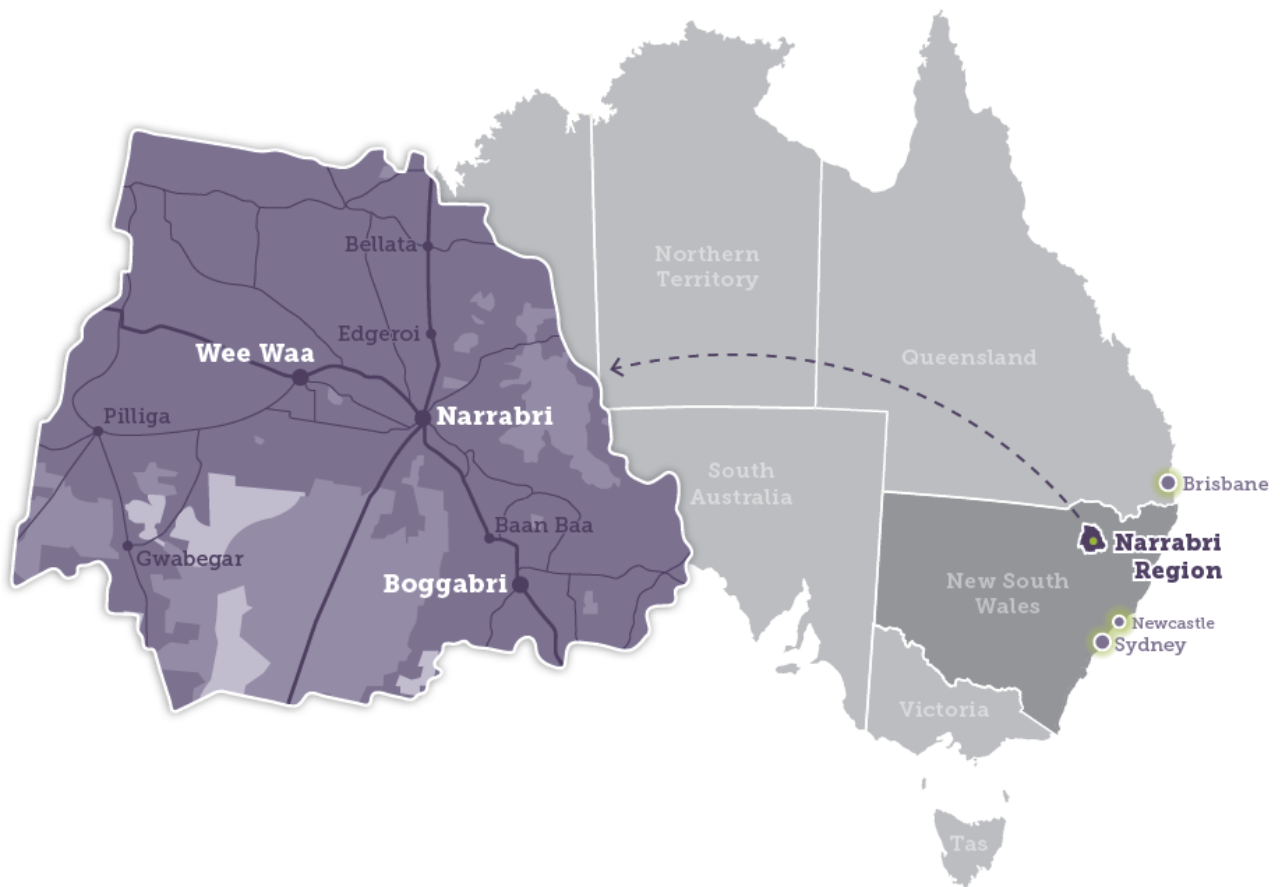 Bellata
Edgeroi
Wee Waa
Narrabri
Pilliga
Baan Baa
Gwabegar
Boggabri
Northern
Territory
Queensland
South
Australia
Brisbane
Narrabri
Region
New South
Wales
Newcastle
Sydney
Victoria
Tas